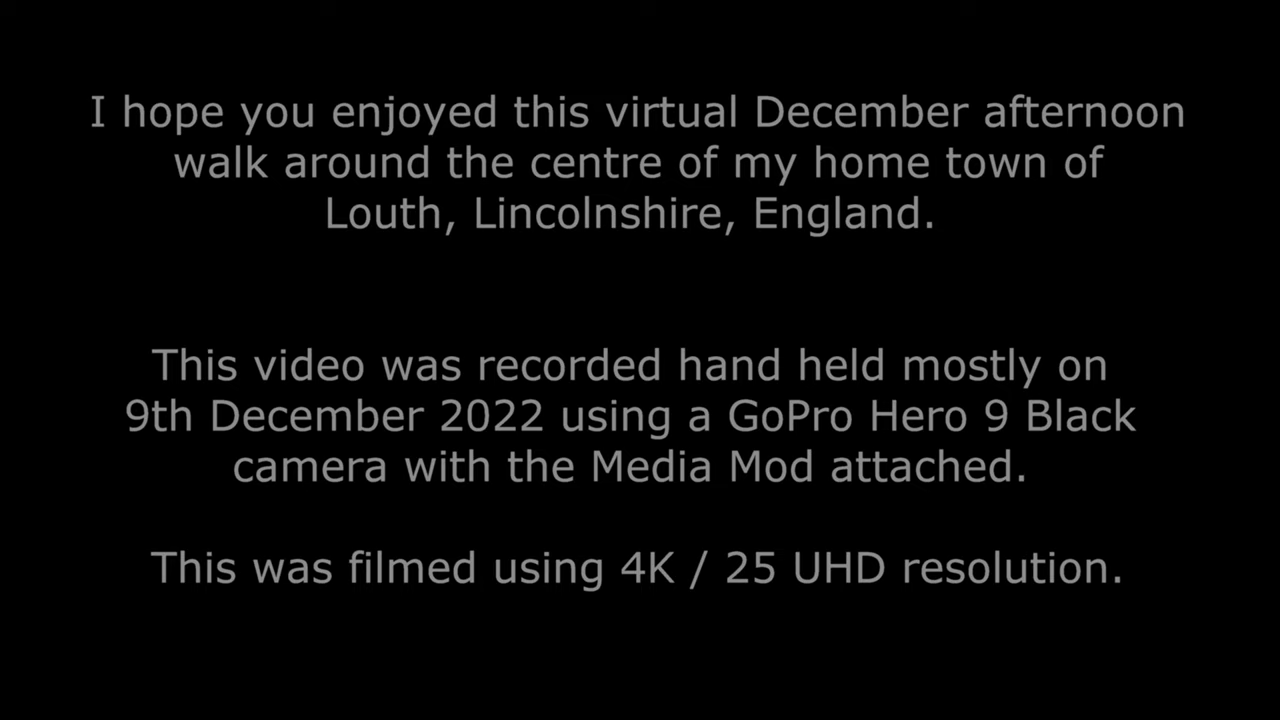 I hope you enjoyed this virtual December afternoon
walk around the centre of my home town of
Louth, Lincolnshire, England.
This video was recorded hand held mostly on
9th December 2022 using a GoPro Hero 9 Black
camera with the Media Mod attached.
This was filmed using 4K / 25 UHD resolution.